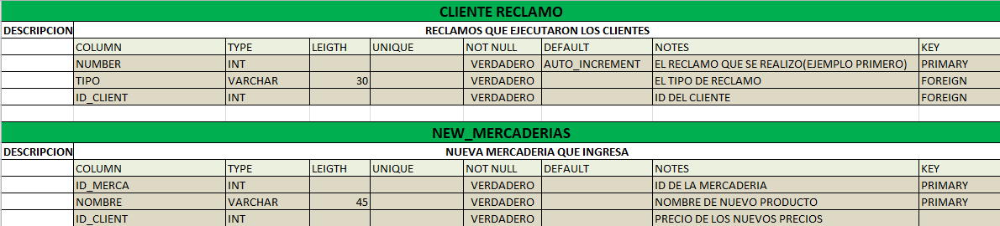 CLIENTE RECLAMO
DESCRIPCION RECLAMOS QUE EJECUTARON LOS CLIENTES
COLUMN TYPE LEIGTH UNIQUE NOT NULL DEFAULT NOTES KEY
NUMBER INT VERDADERO AUTO_INCREMENT EL RECLAMO QUE SE REALIZO(EJEMPLO PRIMERO) PRIMARY
TIPO VARCHAR 30 VERDADERO EL TIPO DE RECLAMO FOREIGN
ID_CLIENT INT VERDADERO ID DEL CLIENTE FOREIGN
NEW_MERCADERIAS
DESCRIPCION NUEVA MERCADERIA QUE INGRESA
COLUMN TYPE LEIGTH UNIQUE NOT NULL DEFAULT NOTES KEY
ID_MERCA INT VERDADERO ID DE LA MERCADERIA PRIMARY
NOMBRE VARCHAR 45 VERDADERO NOMBRE DE NUEVO PRODUCTO PRIMARY
ID_CLIENT INT VERDADERO PRECIO DE LOS NUEVOS PRECIOS